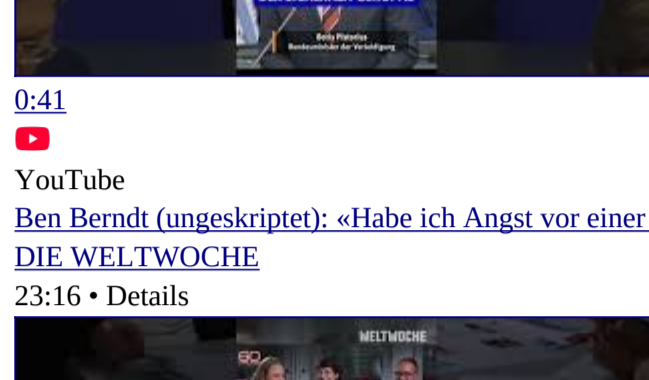 Boris Pistorius
Bundesminister der Verteidigung
0:41
YouTube
Ben Berndt (ungeskriptet): «Habe ich Angst vor einer
DIE WELTWOCHE
23:16 • Details
WELTWOCHE